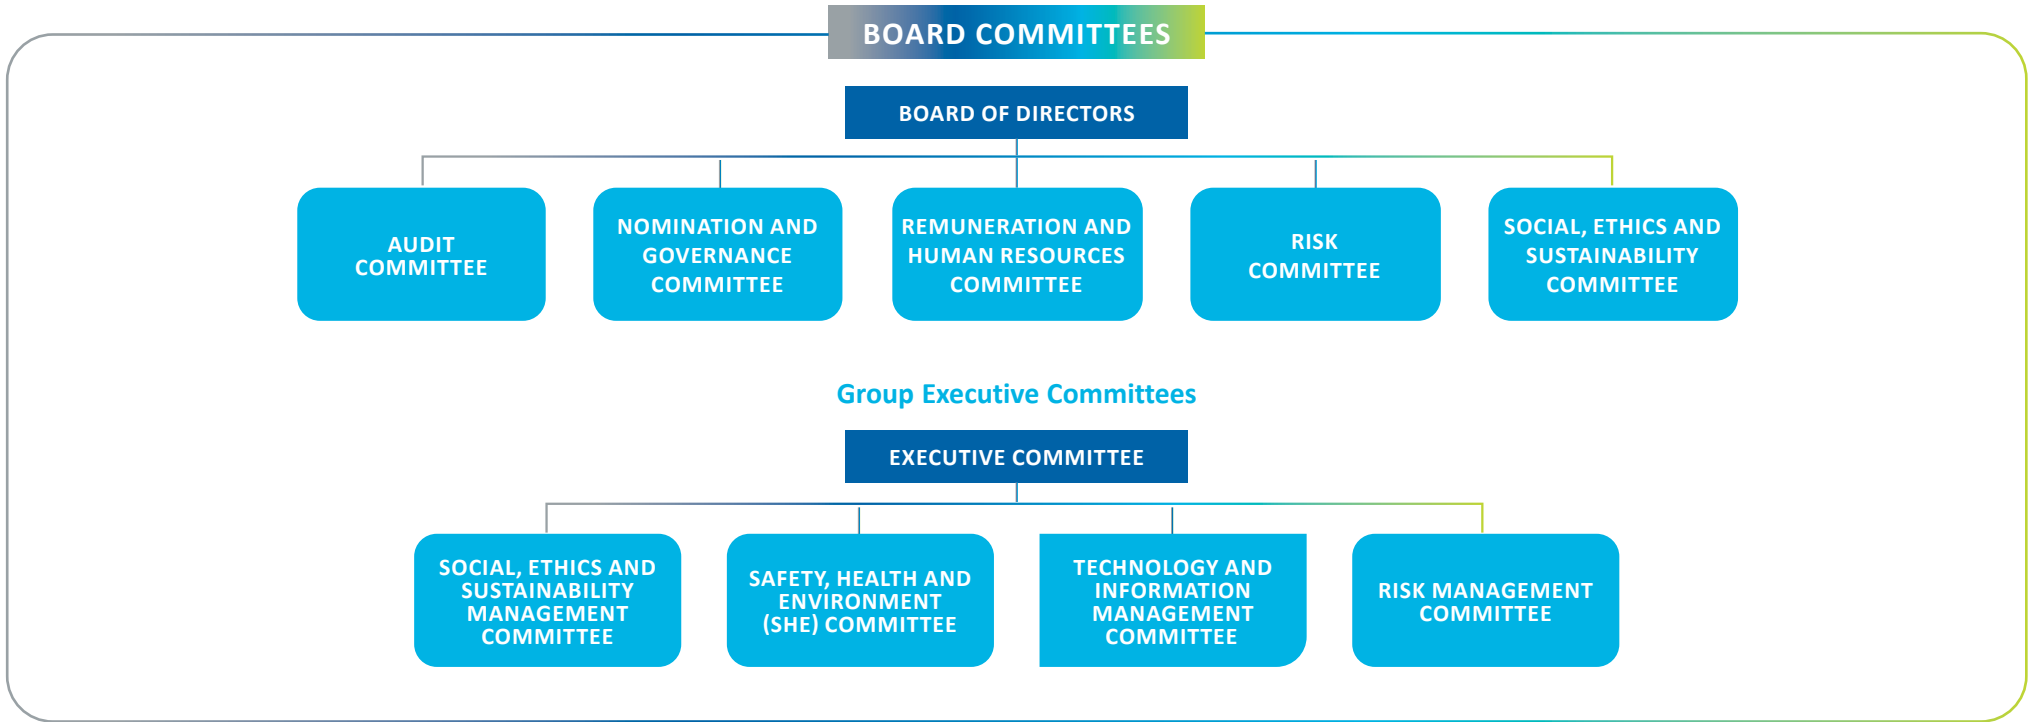 BOARD COMMITTEES
BOARD OF DIRECTORS
AUDIT
COMMITTEE
NOMINATION AND
GOVERNANCE
COMMITTEE
REMUNERATION AND
HUMAN RESOURCES
COMMITTEE
RISK
COMMITTEE
SOCIAL, ETHICS AND
SUSTAINABILITY
COMMITTEE
Group Executive Committees
EXECUTIVE COMMITTEE
SOCIAL, ETHICS AND
SUSTAINABILITY
MANAGEMENT
COMMITTEE
SAFETY, HEALTH AND
ENVIRONMENT
(SHE) COMMITTEE
TECHNOLOGY AND
INFORMATION
MANAGEMENT
COMMITTEE
RISK MANAGEMENT
COMMITTEE